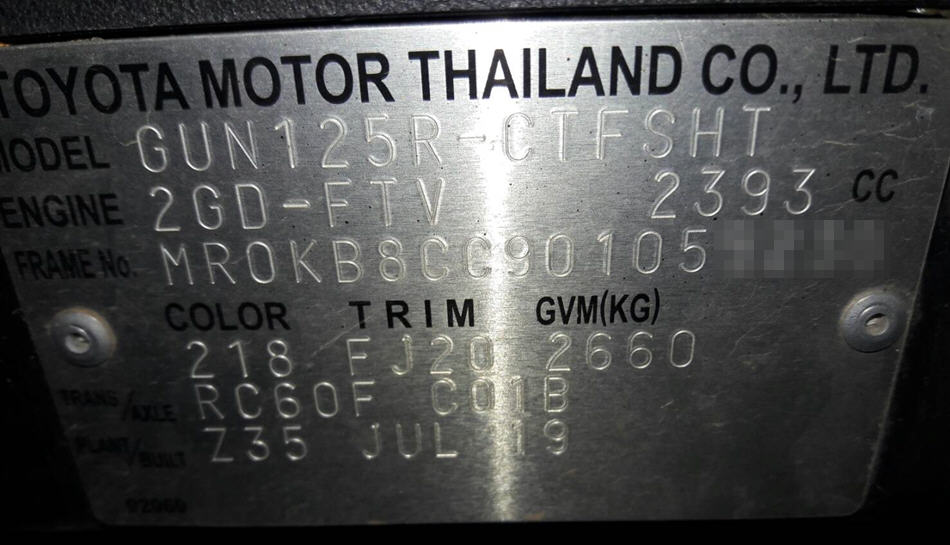 TOYOTA MOTOR THAILAND CO., LTD.
MODEL GUN125R-CTFSHT
ENGINE 2GD-FTV 2393 CC
FRAME No. MR0KB8CC90105
COLOR TRIM GVM(KG)
218 FJ20 2660
TRANS/AXLE RC60F C01B
PLANT/BUILT Z35 JUL 19
92060